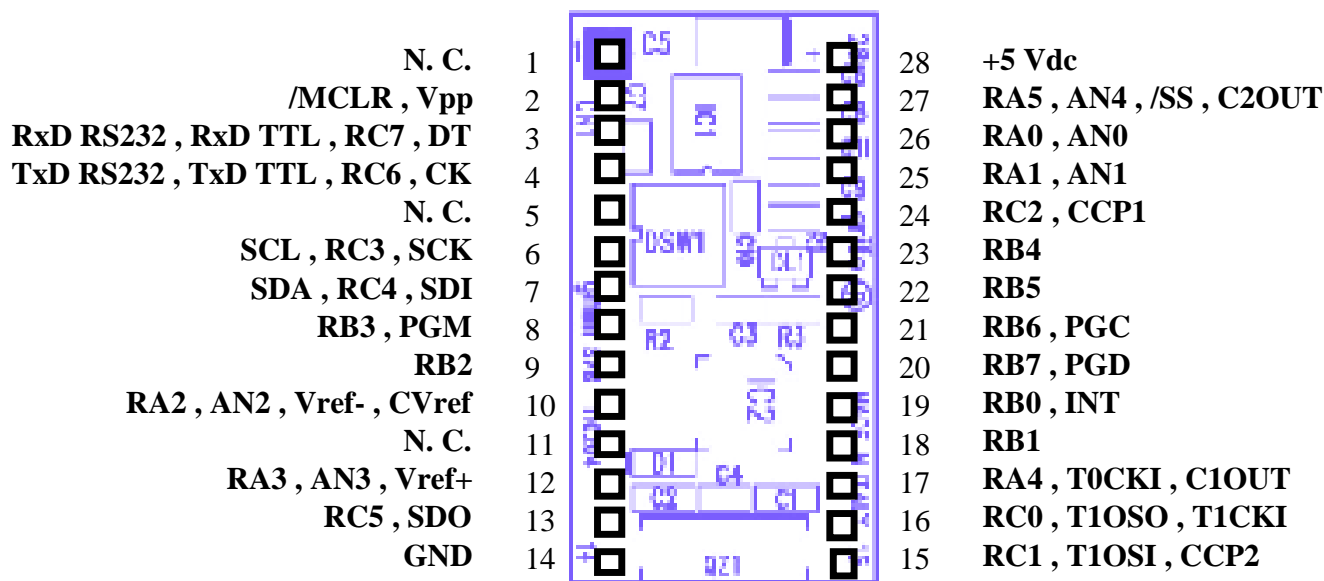 N. C. 1 28 +5 Vdc
/MCLR , Vpp 2 27 RA5 , AN4 , /SS , C2OUT
RxD RS232 , RxD TTL , RC7 , DT 3 26 RA0 , AN0
TxD RS232 , TxD TTL , RC6 , CK 4 25 RA1 , AN1
N. C. 5 24 RC2 , CCP1
SCL , RC3 , SCK 6 23 RB4
SDA , RC4 , SDI 7 22 RB5
RB3 , PGM 8 21 RB6 , PGC
RB2 9 20 RB7 , PGD
RA2 , AN2 , Vref- , CVref 10 19 RB0 , INT
N. C. 11 18 RB1
RA3 , AN3 , Vref+ 12 17 RA4 , T0CKI , C1OUT
RC5 , SDO 13 16 RC0 , T1OSO , T1CKI
GND 14 15 RC1 , T1OSI , CCP2
C5
IC1
DSW1
DL1
R2 C3 R3
IC2
D1
C4
C2 C1
QZ1